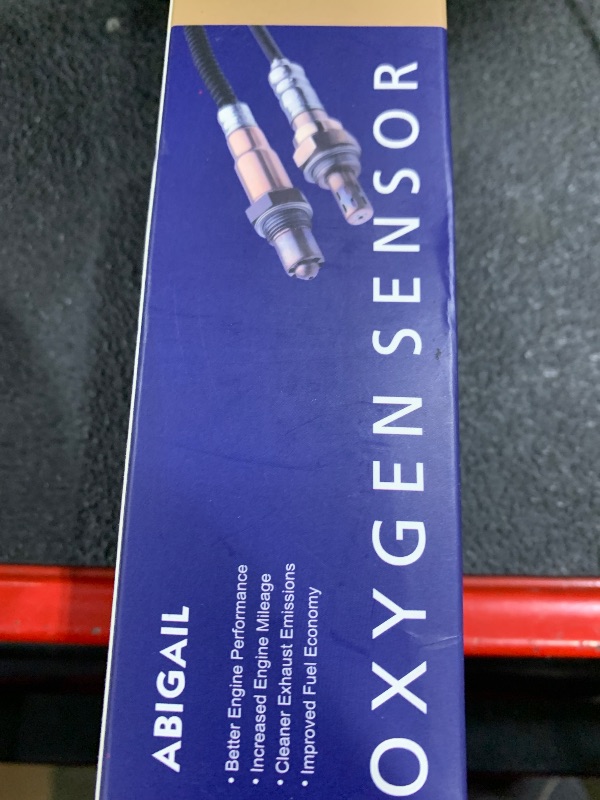 ABIGAIL
• Better Engine Performance
• Increased Engine Mileage
• Cleaner Exhaust Emissions
• Improved Fuel Economy
OXYGEN SENSOR